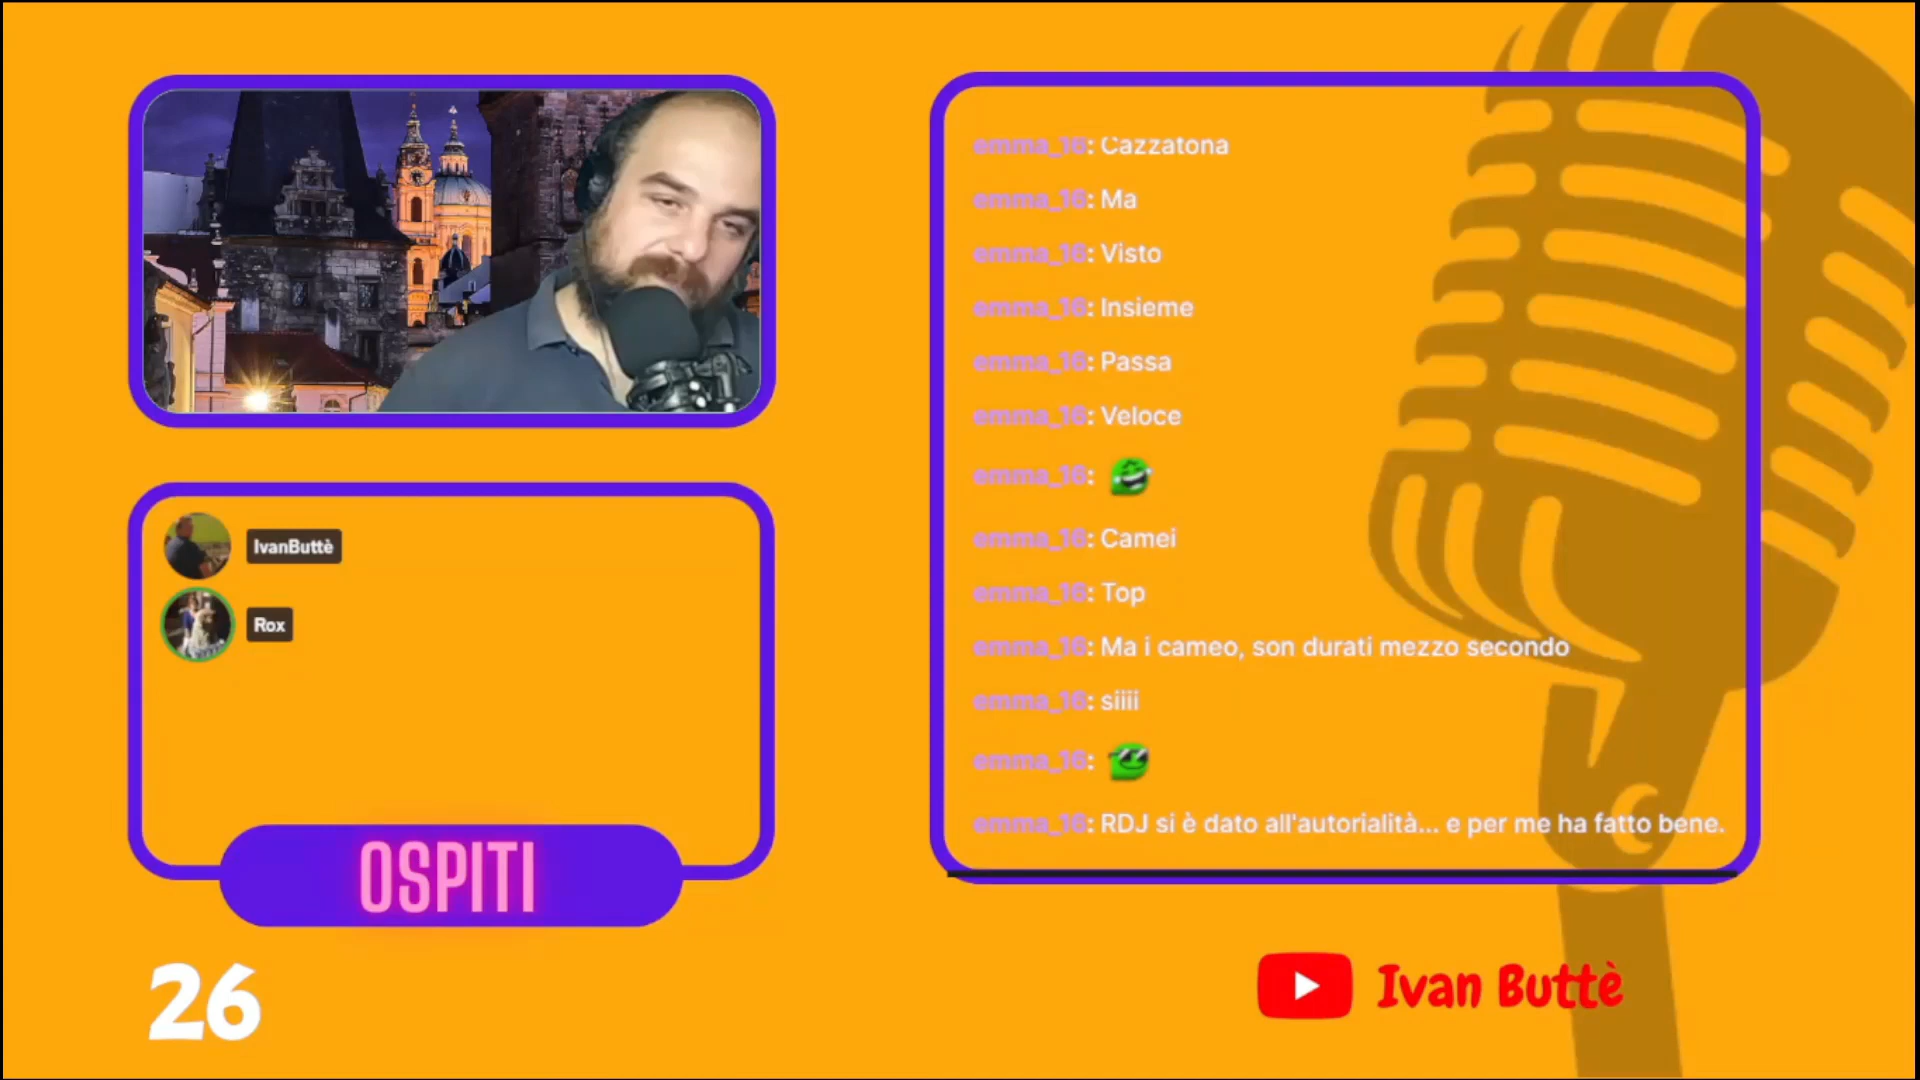 emma_16: Cazzatona
emma_16: Ma
emma_16: Visto
emma_16: Insieme
emma_16: Passa
emma_16: Veloce
emma_16:
emma_16: Camei
emma_16: Top
emma_16: Ma i cameo, son durati mezzo secondo
emma_16: siiii
emma_16:
emma_16: RDJ si è dato all'autorialità... e per me ha fatto bene.
IvanButtè
Rox
OSPITI
26
Ivan Buttè